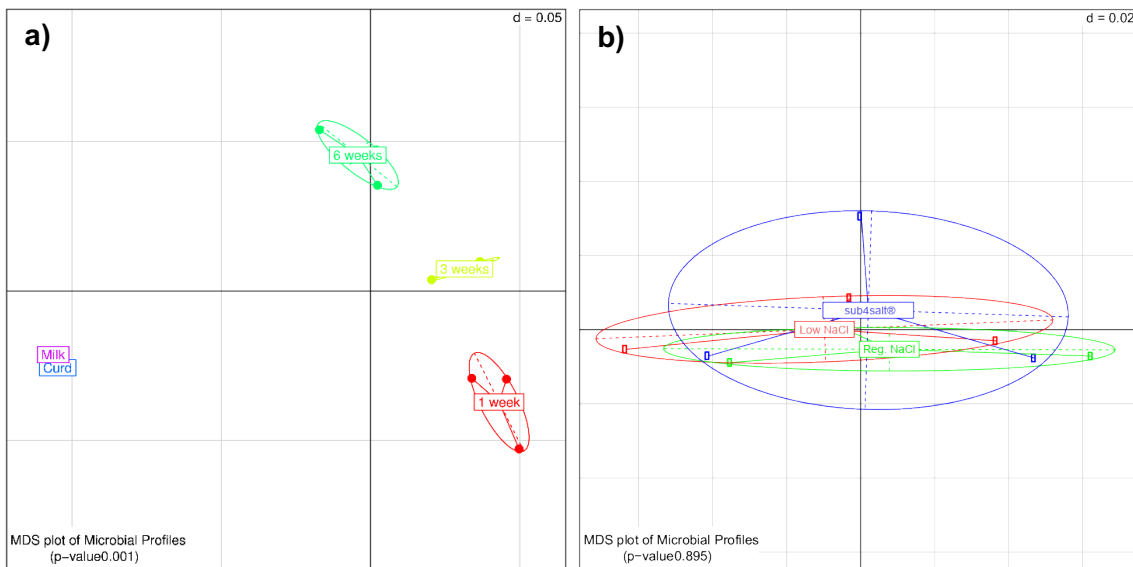 a)
d = 0.05
6 weeks
3 weeks
Milk
Curd
1 week
MDS plot of Microbial Profiles
(p-value0.001)
b)
d = 0.02
sub4salt®
Low NaCl
Reg. NaCl
MDS plot of Microbial Profiles
(p-value0.895)